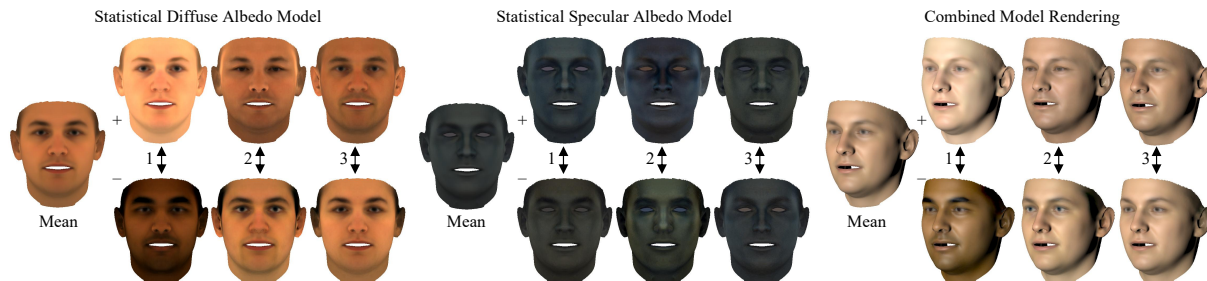 Statistical Diffuse Albedo Model
Statistical Specular Albedo Model
Combined Model Rendering
+
+
+
1 2 3
1 2 3
1 2 3
−
−
−
Mean
Mean
Mean